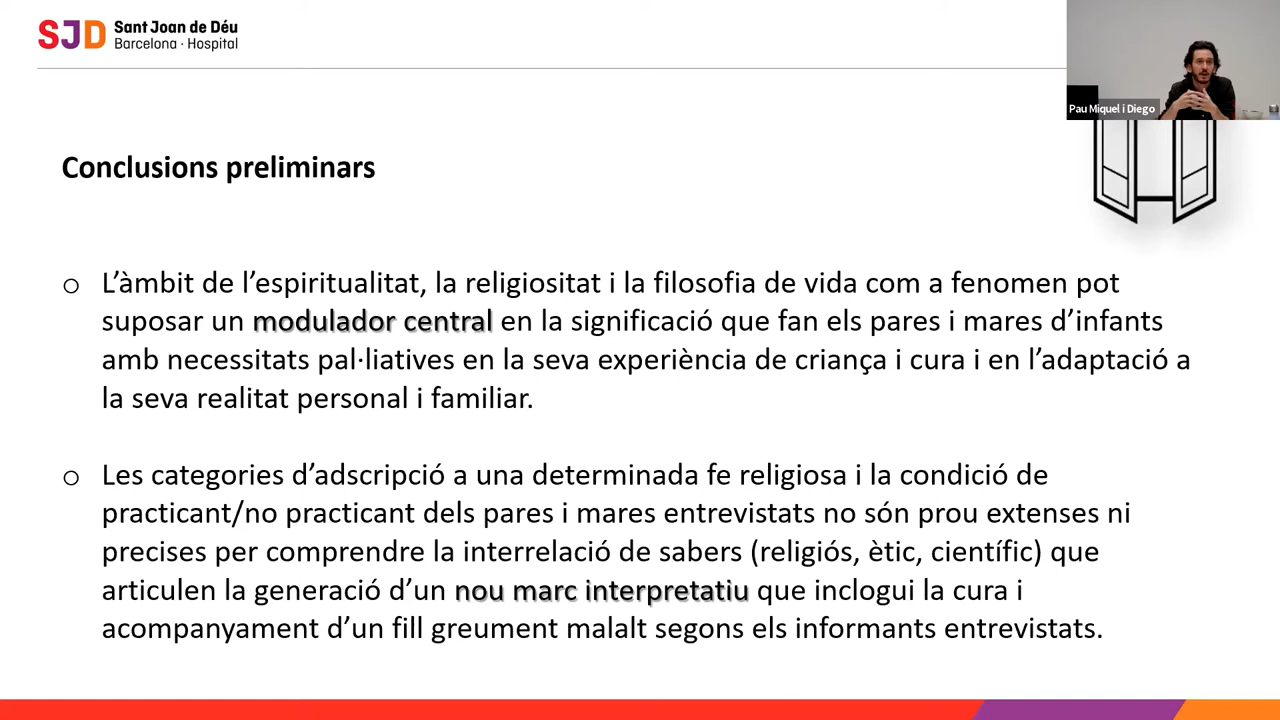 SJD Sant Joan de Déu
Barcelona · Hospital
Pau Miquel i Diego
Conclusions preliminars
o L’àmbit de l’espiritualitat, la religiositat i la filosofia de vida com a fenomen pot
suposar un modulador central en la significació que fan els pares i mares d’infants
amb necessitats pal·liatives en la seva experiència de criança i cura i en l’adaptació a
la seva realitat personal i familiar.
o Les categories d’adscripció a una determinada fe religiosa i la condició de
practicant/no practicant dels pares i mares entrevistats no són prou extenses ni
precises per comprendre la interrelació de sabers (religiós, ètic, científic) que
articulen la generació d’un nou marc interpretatiu que inclogui la cura i
acompanyament d’un fill greument malalt segons els informants entrevistats.